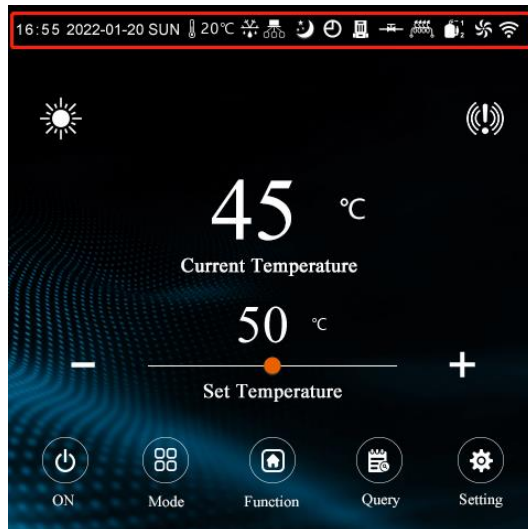 16:55 2022-01-20 SUN 20℃
45 ℃
Current Temperature
50 ℃
Set Temperature
ON Mode Function Query Setting